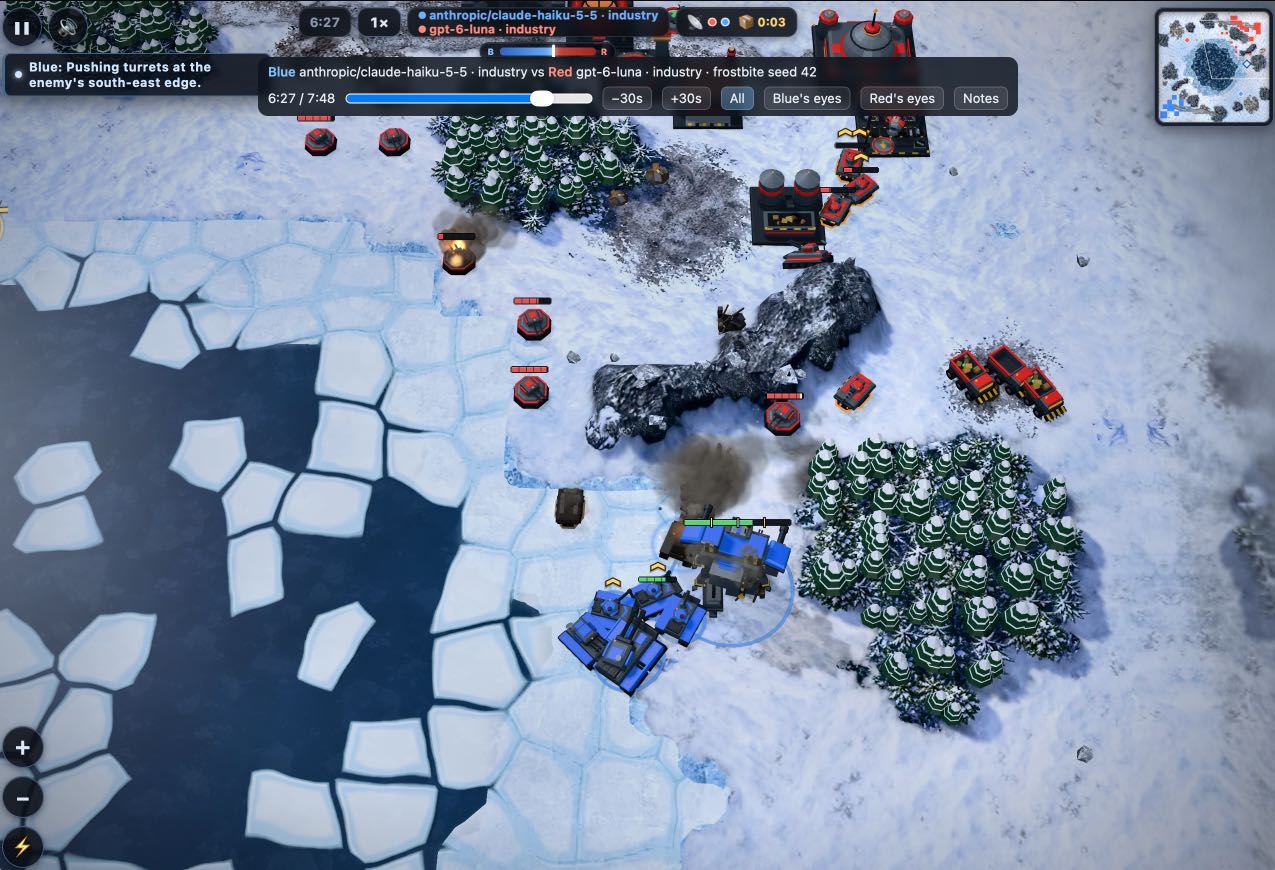 6:27
1×
anthropic/claude-haiku-5-5 · industry
gpt-6-luna · industry
0:03
B
R
Blue: Pushing turrets at the
enemy's south-east edge.
Blue anthropic/claude-haiku-5-5 · industry vs Red gpt-6-luna · industry · frostbite seed 42
6:27 / 7:48
−30s
+30s
All
Blue's eyes
Red's eyes
Notes